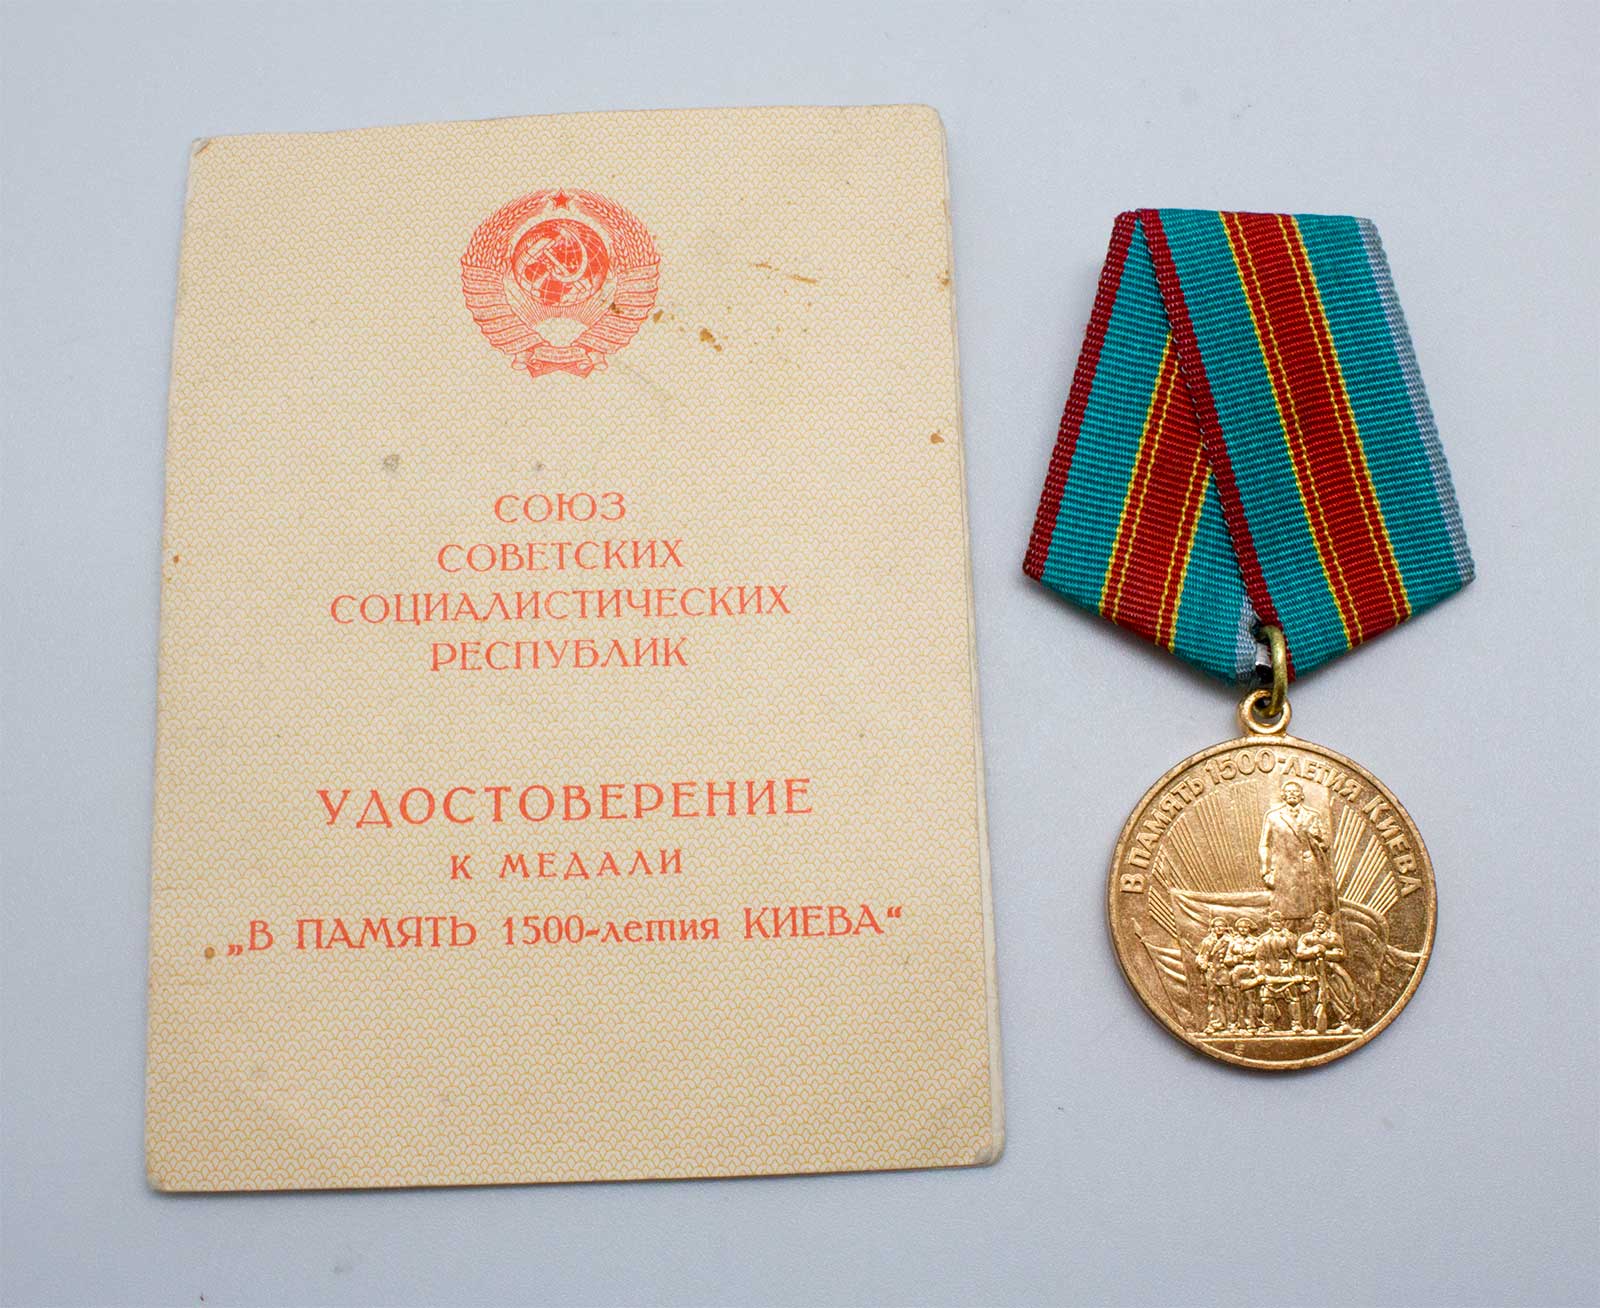 СОЮЗ
СОВЕТСКИХ
СОЦИАЛИСТИЧЕСКИХ
РЕСПУБЛИК
УДОСТОВЕРЕНИЕ
К МЕДАЛИ
„В ПАМЯТЬ 1500-летия КИЕВА“
В ПАМЯТЬ 1500-ЛЕТИЯ КИЕВА